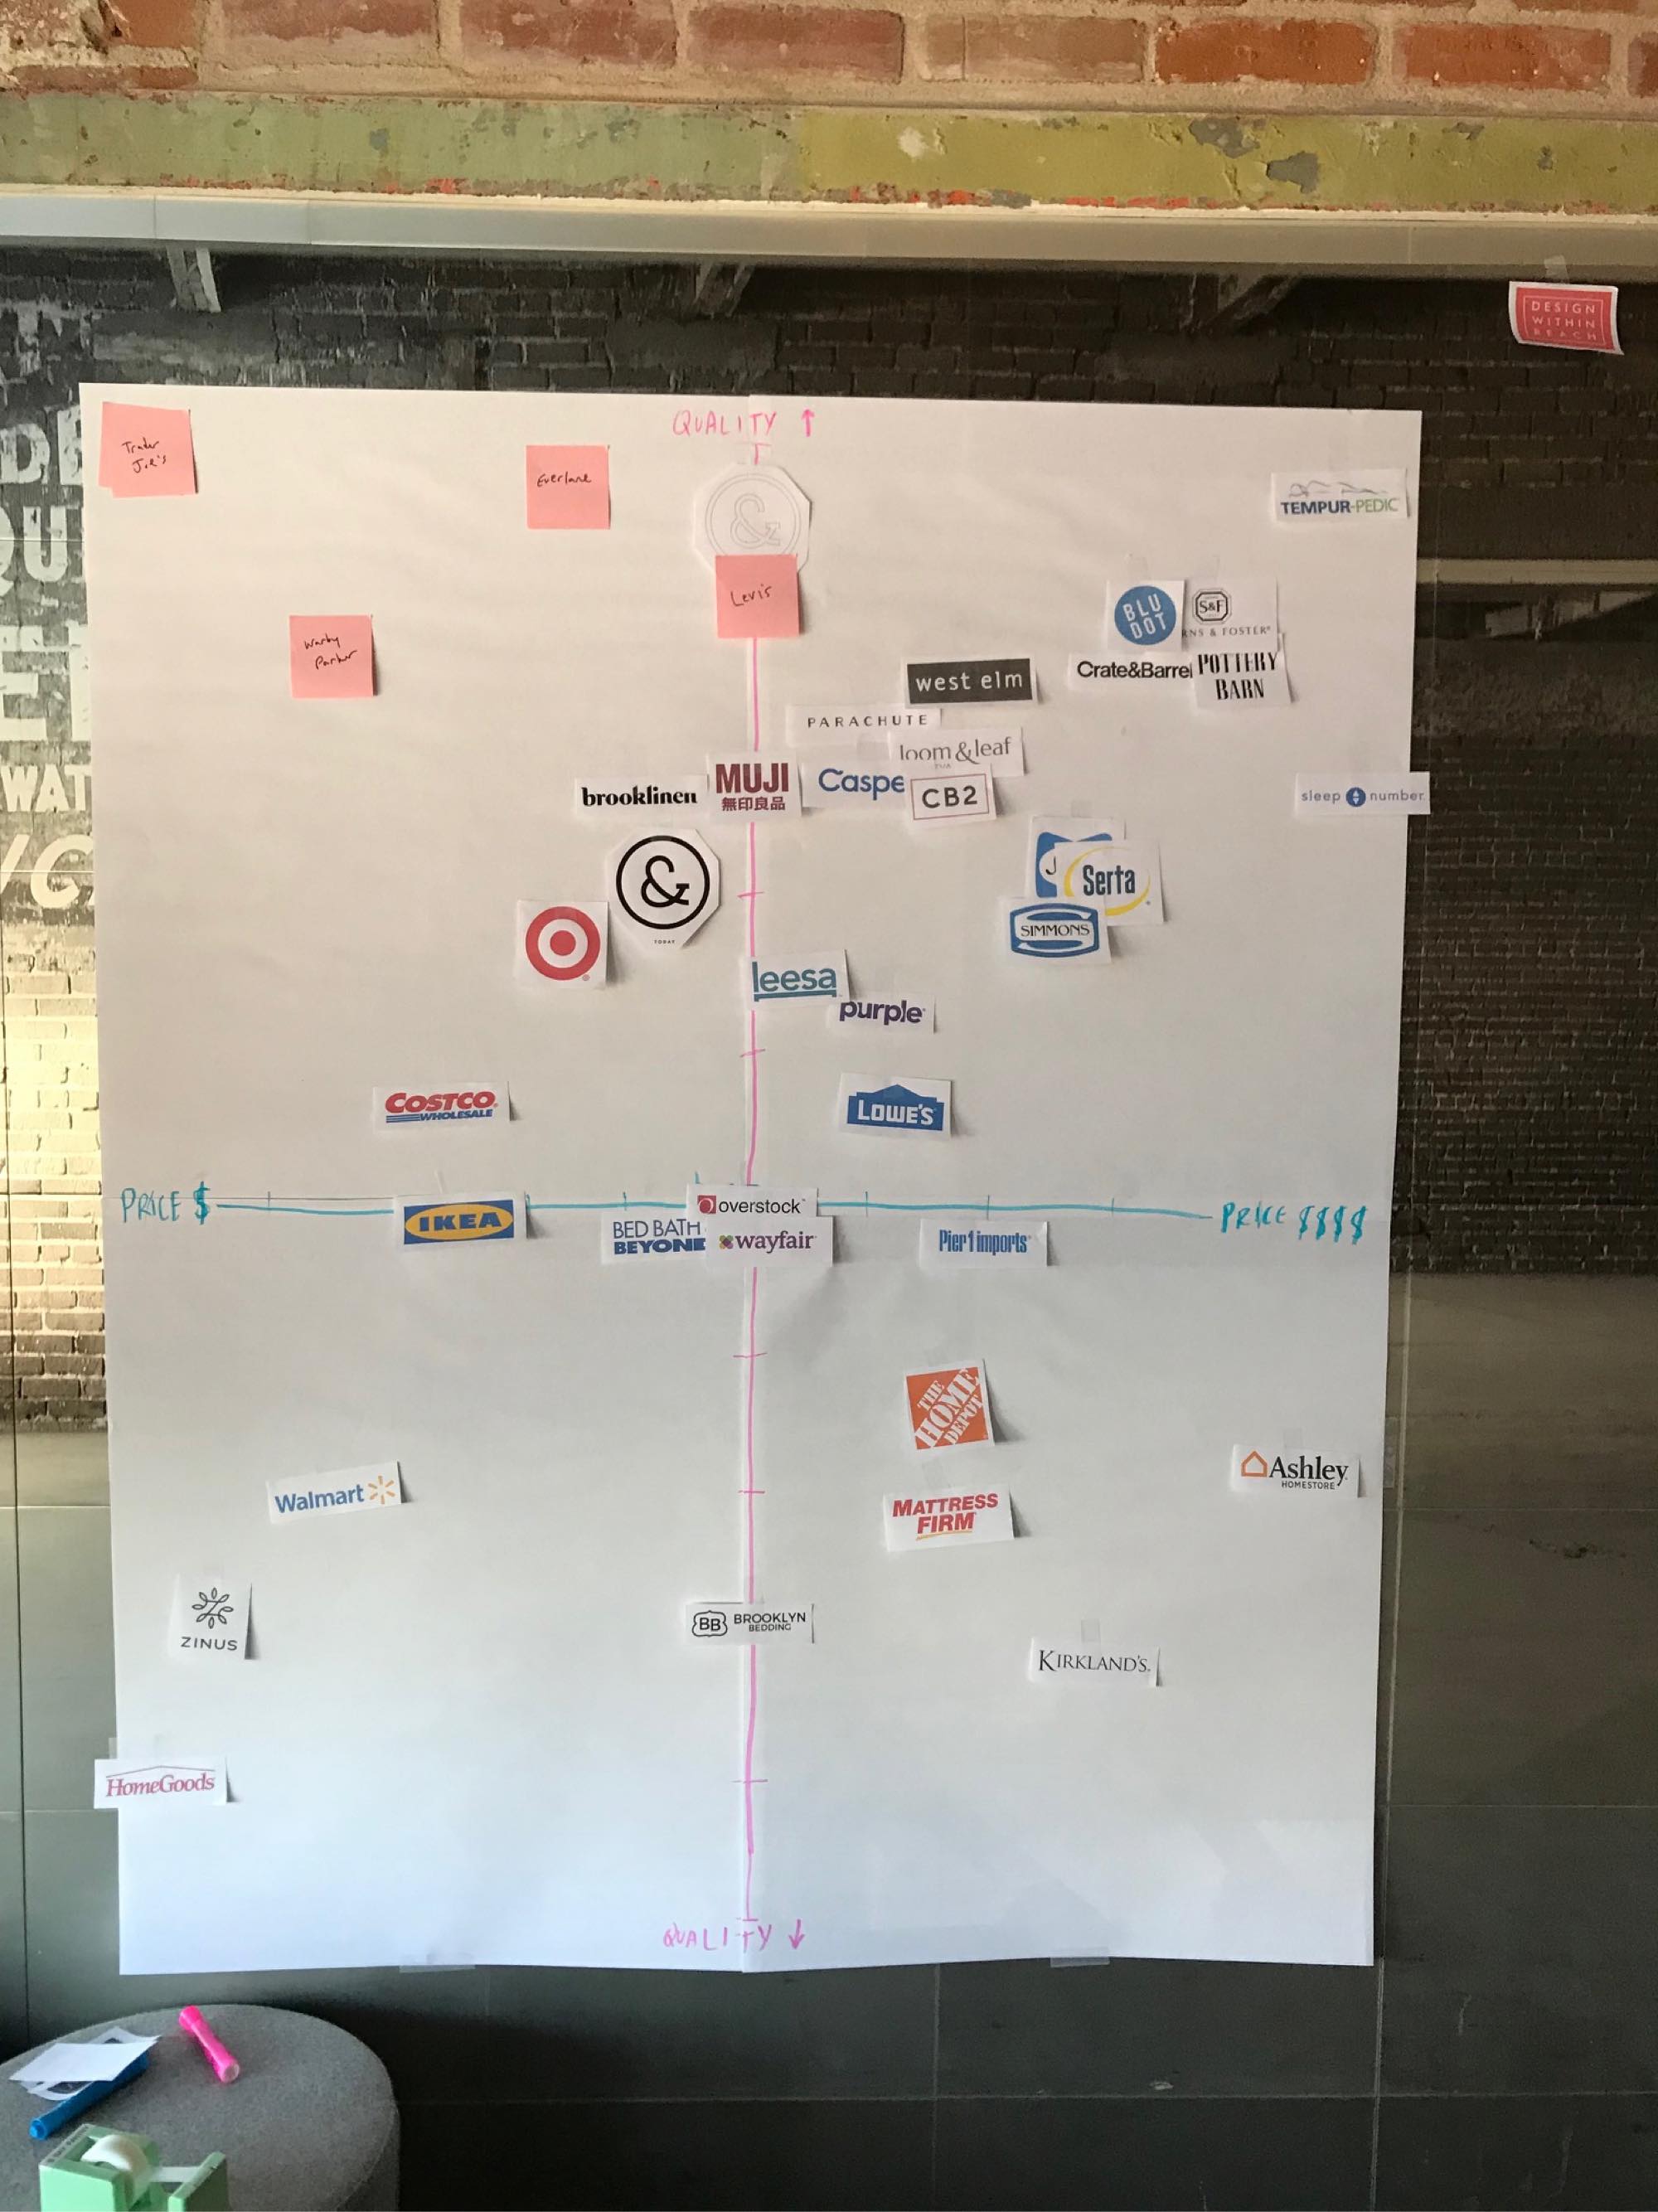 DESIGN
WITHIN
REACH
QUALITY ↑
Trader
Joe's
Everlane
&
TEMPUR-PEDIC
Levi's
BLU
DOT
S&F
RNS & FOSTER®
Warby
Parker
west elm
Crate&Barrel
POTTERY
BARN
PARACHUTE
loom & leaf
brooklinen
MUJI
無印良品
Caspe
CB2
sleep number
&
TODAY
Serta
SIMMONS
leesa
purple
COSTCO
WHOLESALE
LOWE'S
PRICE $
overstock
PRICE $$$$
IKEA
BED BATH
BEYOND
wayfair
Pier 1 imports
THE
HOME
DEPOT
Walmart
Ashley
HOMESTORE
MATTRESS
FIRM
ZINUS
BB BROOKLYN
BEDDING
KIRKLAND'S
HomeGoods
QUALITY ↓